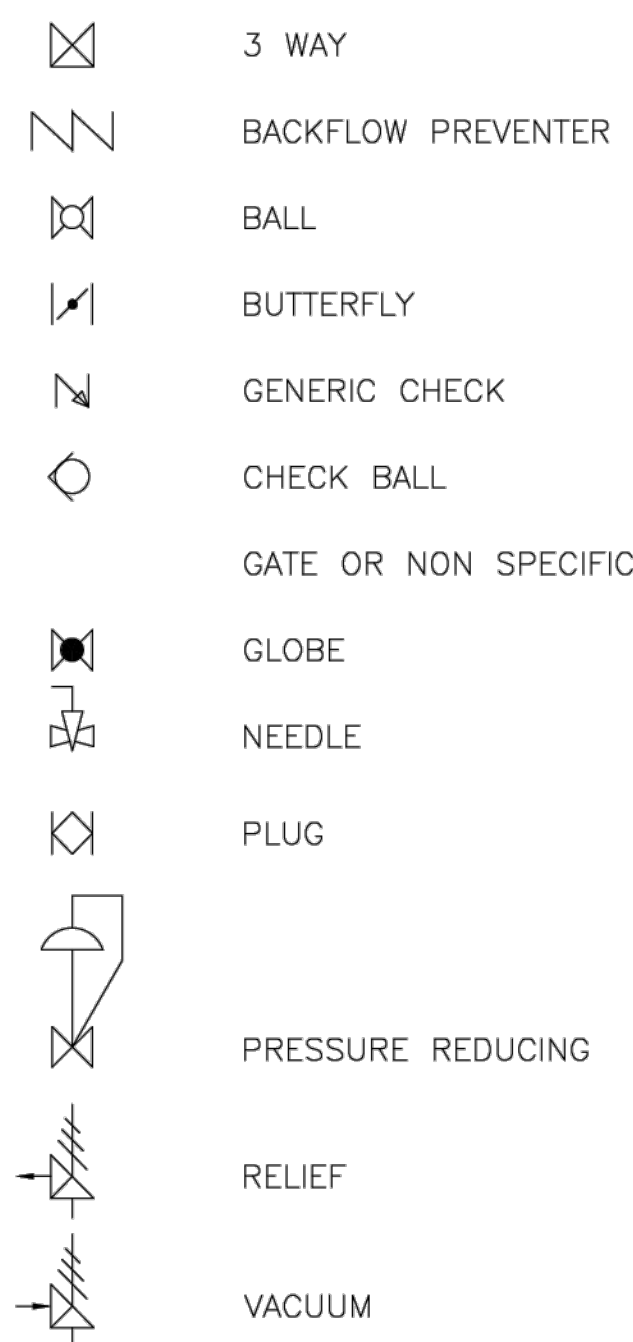 3 WAY
BACKFLOW PREVENTER
BALL
BUTTERFLY
GENERIC CHECK
CHECK BALL
GATE OR NON SPECIFIC
GLOBE
NEEDLE
PLUG
PRESSURE REDUCING
RELIEF
VACUUM